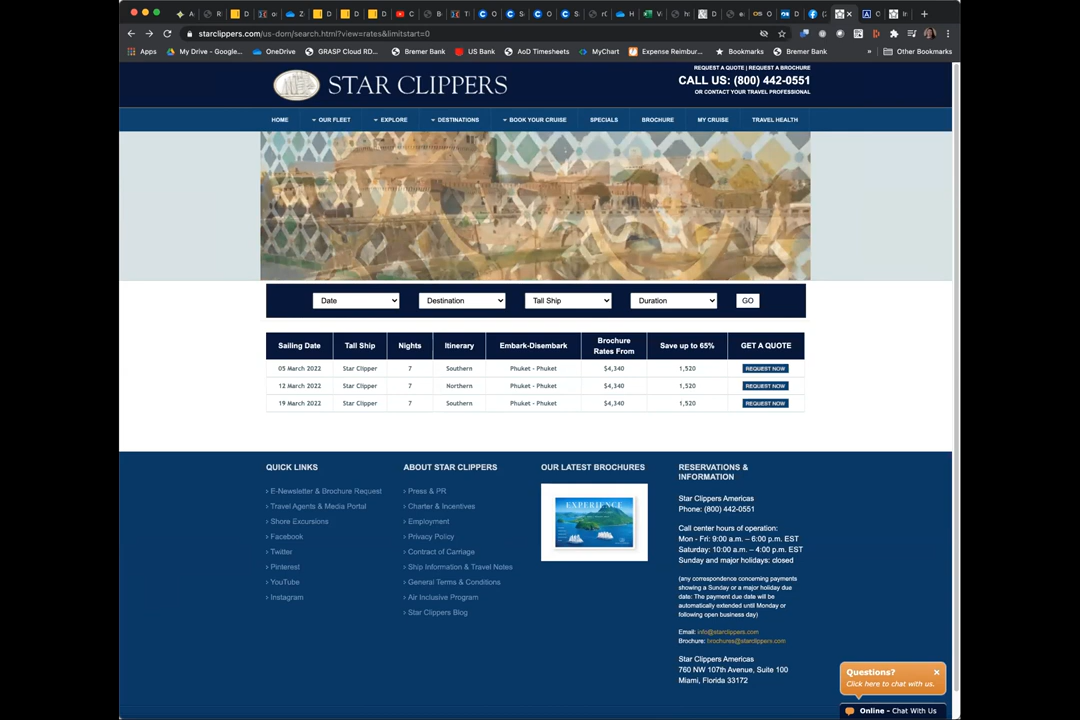 starclippers.com/us-dom/search.html?view=rates&limitstart=0
Apps My Drive - Google... OneDrive GRASP Cloud RD... Bremer Bank US Bank AoD Timesheets MyChart Expense Reimbur... Bookmarks Bremer Bank » Other Bookmarks
REQUEST A QUOTE | REQUEST A BROCHURE
STAR CLIPPERS
CALL US: (800) 442-0551
OR CONTACT YOUR TRAVEL PROFESSIONAL
HOME OUR FLEET EXPLORE DESTINATIONS BOOK YOUR CRUISE SPECIALS BROCHURE MY CRUISE TRAVEL HEALTH
Date Destination Tall Ship Duration GO
Sailing Date Tall Ship Nights Itinerary Embark-Disembark Brochure Rates From Save up to 65% GET A QUOTE
05 March 2022 Star Clipper 7 Southern Phuket - Phuket $4,340 1,520 REQUEST NOW
12 March 2022 Star Clipper 7 Northern Phuket - Phuket $4,340 1,520 REQUEST NOW
19 March 2022 Star Clipper 7 Southern Phuket - Phuket $4,340 1,520 REQUEST NOW
QUICK LINKS
› E-Newsletter & Brochure Request
› Travel Agents & Media Portal
› Shore Excursions
› Facebook
› Twitter
› Pinterest
› YouTube
› Instagram
ABOUT STAR CLIPPERS
› Press & PR
› Charter & Incentives
› Employment
› Privacy Policy
› Contract of Carriage
› Ship Information & Travel Notes
› General Terms & Conditions
› Air Inclusive Program
› Star Clippers Blog
OUR LATEST BROCHURES
EXPERIENCE
RESERVATIONS &
INFORMATION
Star Clippers Americas
Phone: (800) 442-0551
Call center hours of operation:
Mon - Fri: 9:00 a.m. – 6:00 p.m. EST
Saturday: 10:00 a.m. – 4:00 p.m. EST
Sunday and major holidays: closed
(any correspondence concerning payments
showing a Sunday or a major holiday due
date: The payment due date will be
automatically extended until Monday or
following open business day)
Email: info@starclippers.com
Brochure: brochures@starclippers.com
Star Clippers Americas
760 NW 107th Avenue, Suite 100
Miami, Florida 33172
Questions? ×
Click here to chat with us.
Online - Chat With Us